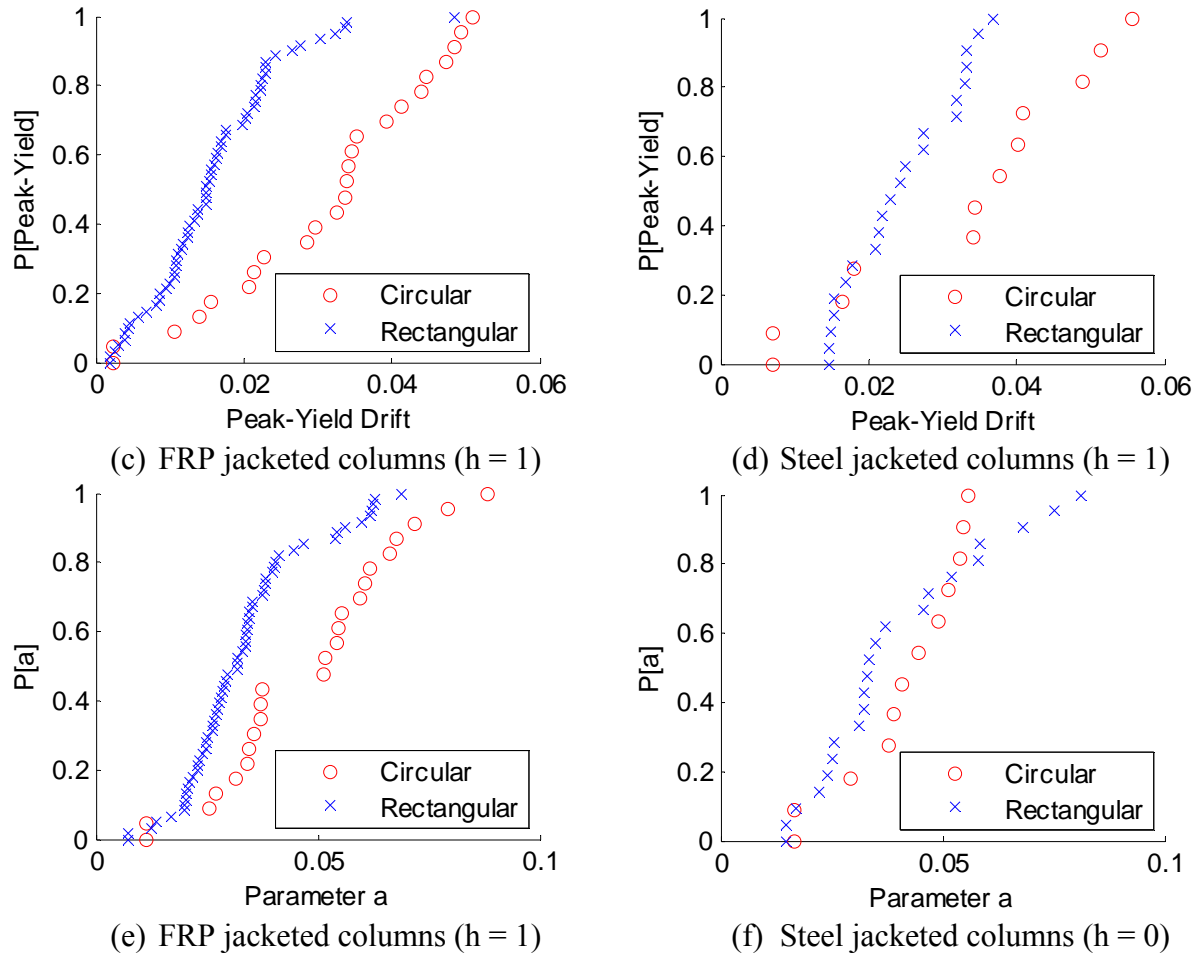 P[Peak-Yield]
1
0.8
0.6
0.4
0.2
0
0
0.02
0.04
0.06
Circular
Rectangular
Peak-Yield Drift
(c) FRP jacketed columns (h = 1)
P[Peak-Yield]
1
0.8
0.6
0.4
0.2
0
0
0.02
0.04
0.06
Circular
Rectangular
Peak-Yield Drift
(d) Steel jacketed columns (h = 1)
P[a]
1
0.8
0.6
0.4
0.2
0
0
0.05
0.1
Circular
Rectangular
Parameter a
(e) FRP jacketed columns (h = 1)
P[a]
1
0.8
0.6
0.4
0.2
0
0
0.05
0.1
Circular
Rectangular
Parameter a
(f) Steel jacketed columns (h = 0)